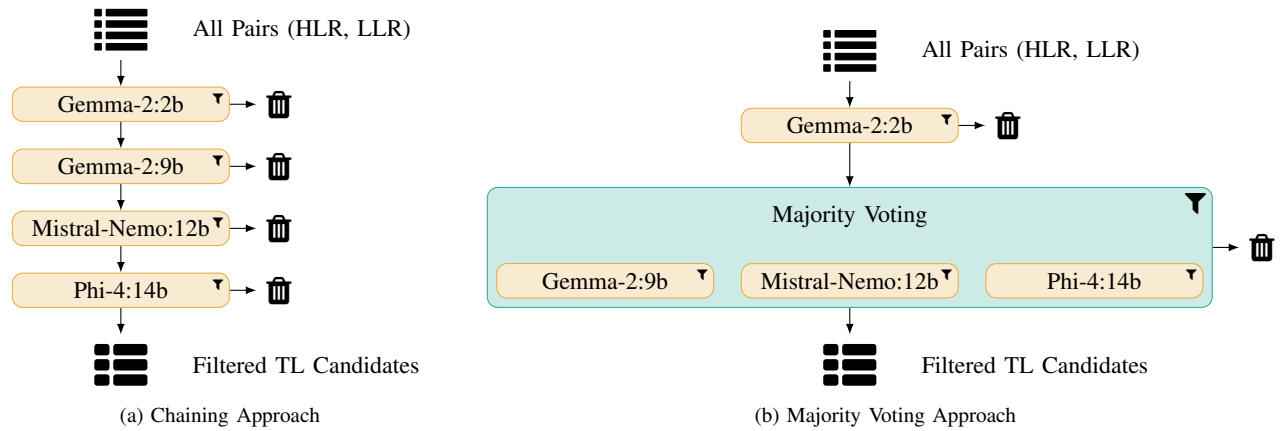 All Pairs (HLR, LLR)
Gemma-2:2b
Gemma-2:9b
Mistral-Nemo:12b
Phi-4:14b
Filtered TL Candidates
(a) Chaining Approach
All Pairs (HLR, LLR)
Gemma-2:2b
Majority Voting
Gemma-2:9b
Mistral-Nemo:12b
Phi-4:14b
Filtered TL Candidates
(b) Majority Voting Approach